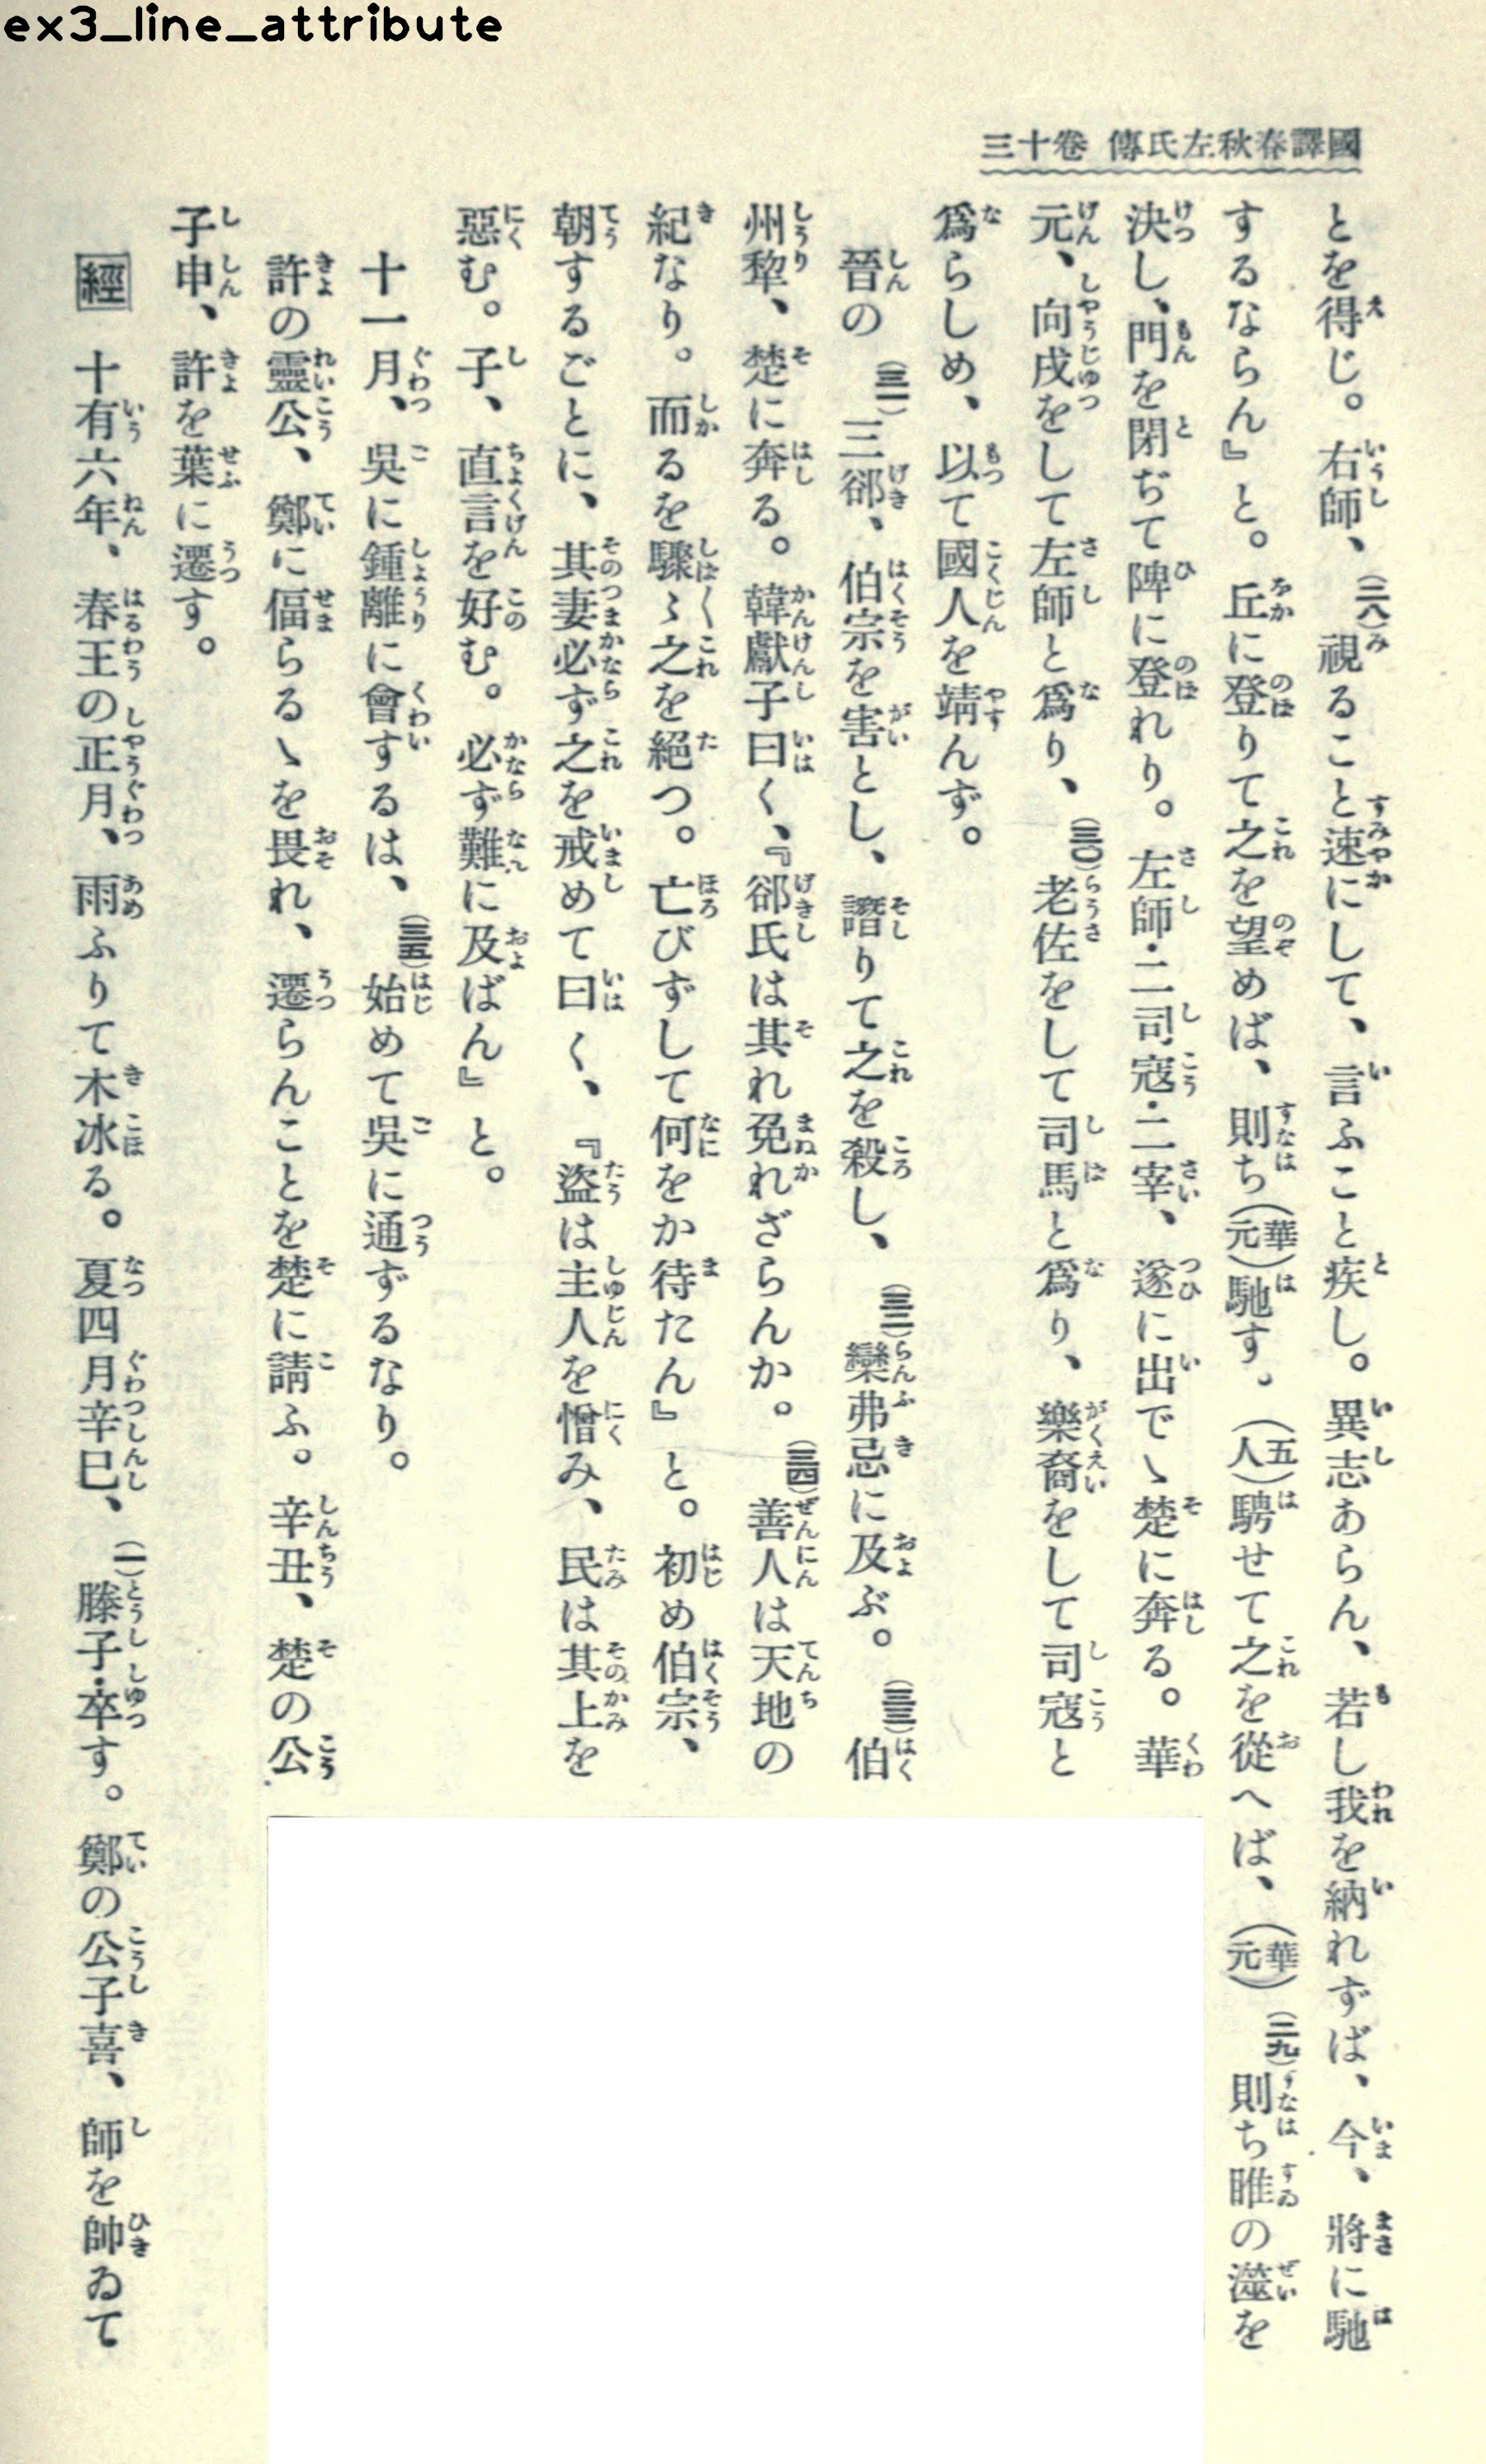 ex3_line_attribute
國譯春秋左氏傳 卷十三
とを得じ。右師、(二八)視ること速にして、言ふこと疾し。異志あらん、若し我を納れずば、今、將に馳
するならん』と。丘に登りて之を望めば、則ち(華元)馳す。(五人)騁せて之を從へば、(華元)(二九)則ち睢の澨を
決し、門を閉ぢて陴に登れり。左師・二司寇・二宰、遂に出でゝ楚に奔る。華
元、向戌をして左師と爲り、(三〇)老佐をして司馬と爲り、樂裔をして司寇と
爲らしめ、以て國人を靖んず。
晉の(三一)三郤、伯宗を害とし、譖りて之を殺し、(三二)欒弗忌に及ぶ。(三三)伯
州犂、楚に奔る。韓獻子曰く、『郤氏は其れ免れざらんか。(三四)善人は天地の
紀なり。而るを驟〻之を絕つ。亡びずして何をか待たん』と。初め伯宗、
朝するごとに、其妻必ず之を戒めて曰く、『盜は主人を憎み、民は其上を
惡む。子、直言を好む。必ず難に及ばん』と。
十一月、吳に鍾離に會するは、(三五)始めて吳に通ずるなり。
許の靈公、鄭に偪らるゝを畏れ、遷らんことを楚に請ふ。辛丑、楚の公
子申、許を葉に遷す。
經 十有六年、春王の正月、雨ふりて木冰る。夏四月辛巳、(一)滕子・卒す。鄭の公子喜、師を帥ゐて